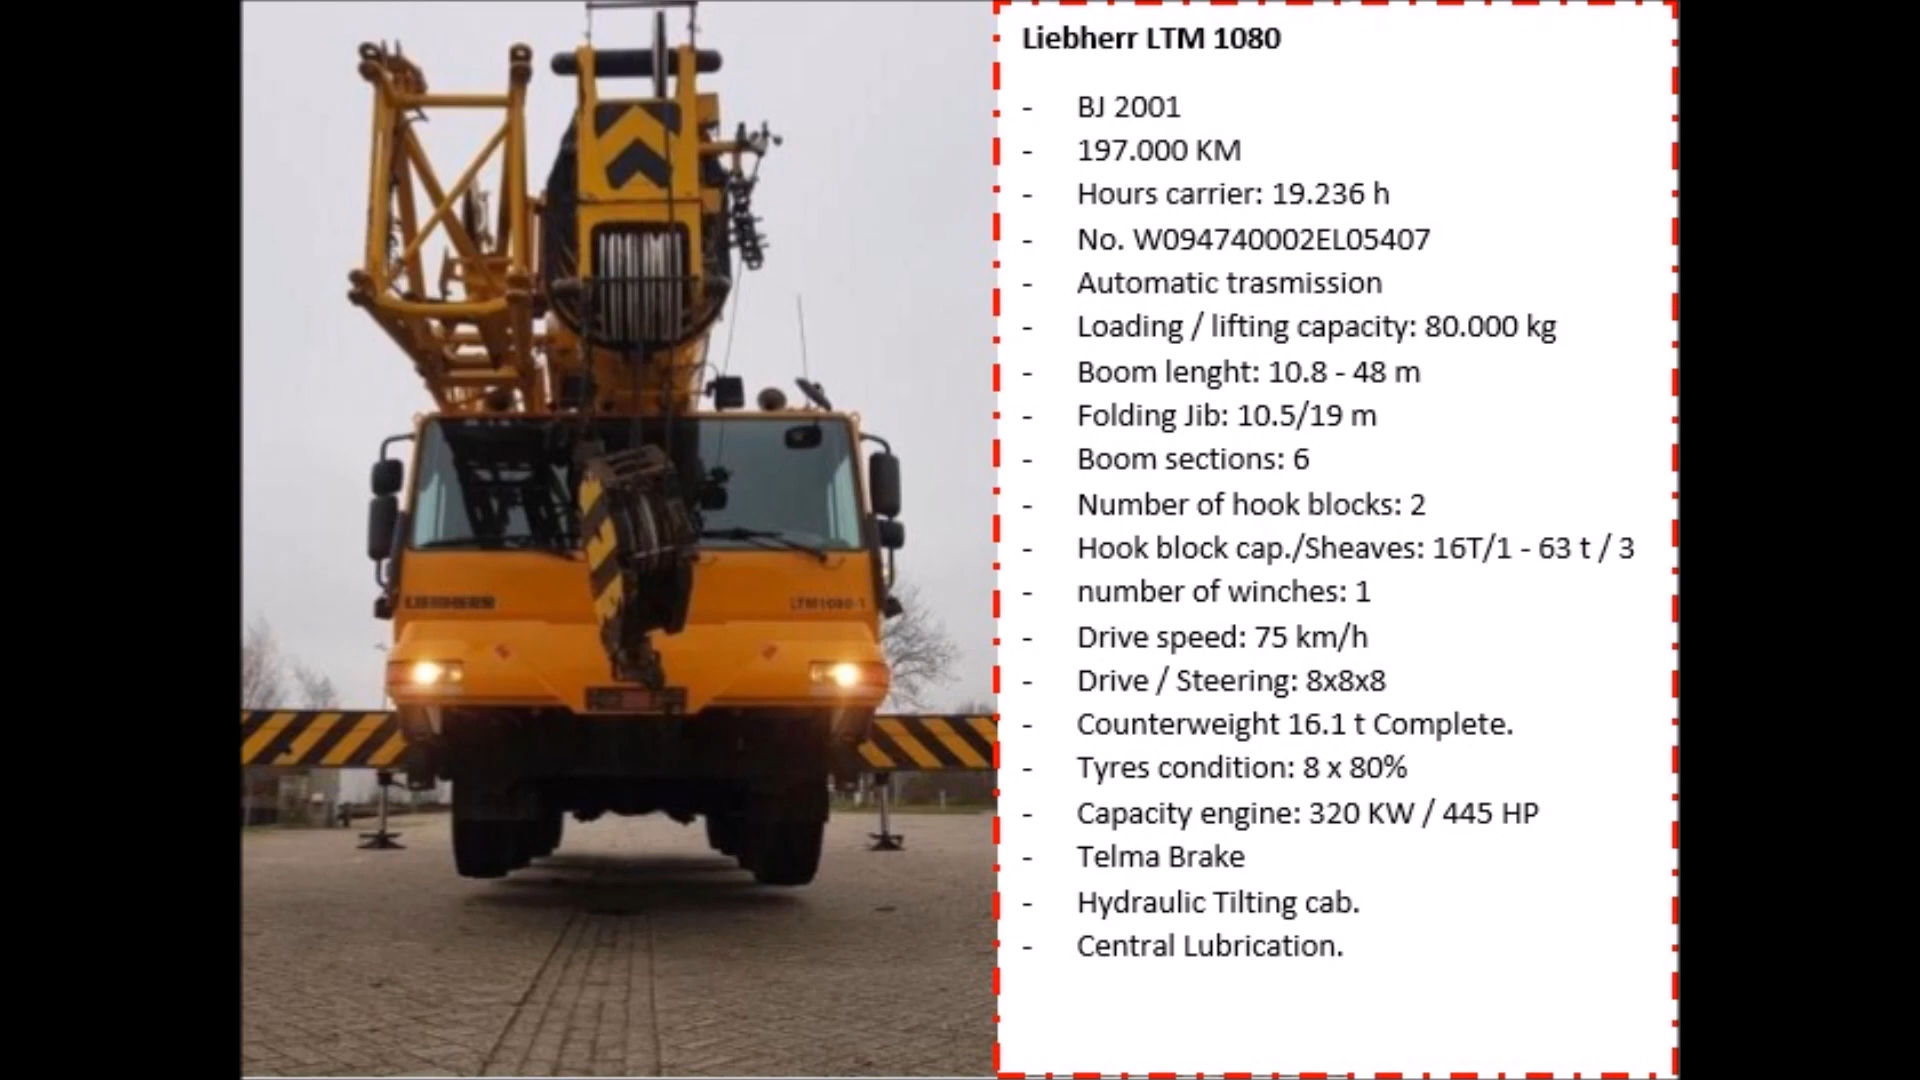 Liebherr LTM 1080
- BJ 2001
- 197.000 KM
- Hours carrier: 19.236 h
- No. W094740002EL05407
- Automatic trasmission
- Loading / lifting capacity: 80.000 kg
- Boom lenght: 10.8 - 48 m
- Folding Jib: 10.5/19 m
- Boom sections: 6
- Number of hook blocks: 2
- Hook block cap./Sheaves: 16T/1 - 63 t / 3
- number of winches: 1
- Drive speed: 75 km/h
- Drive / Steering: 8x8x8
- Counterweight 16.1 t Complete.
- Tyres condition: 8 x 80%
- Capacity engine: 320 KW / 445 HP
- Telma Brake
- Hydraulic Tilting cab.
- Central Lubrication.
LIEBHERR
LTM1080-1